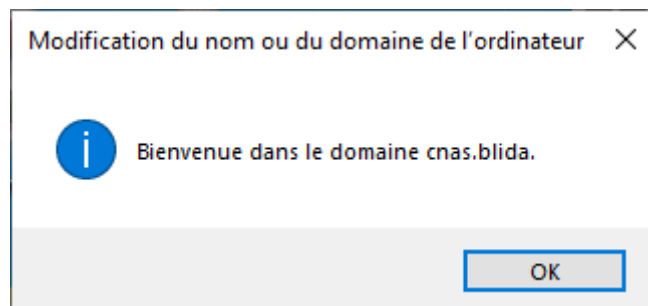 Modification du nom ou du domaine de l'ordinateur
Bienvenue dans le domaine cnas.blida.
OK